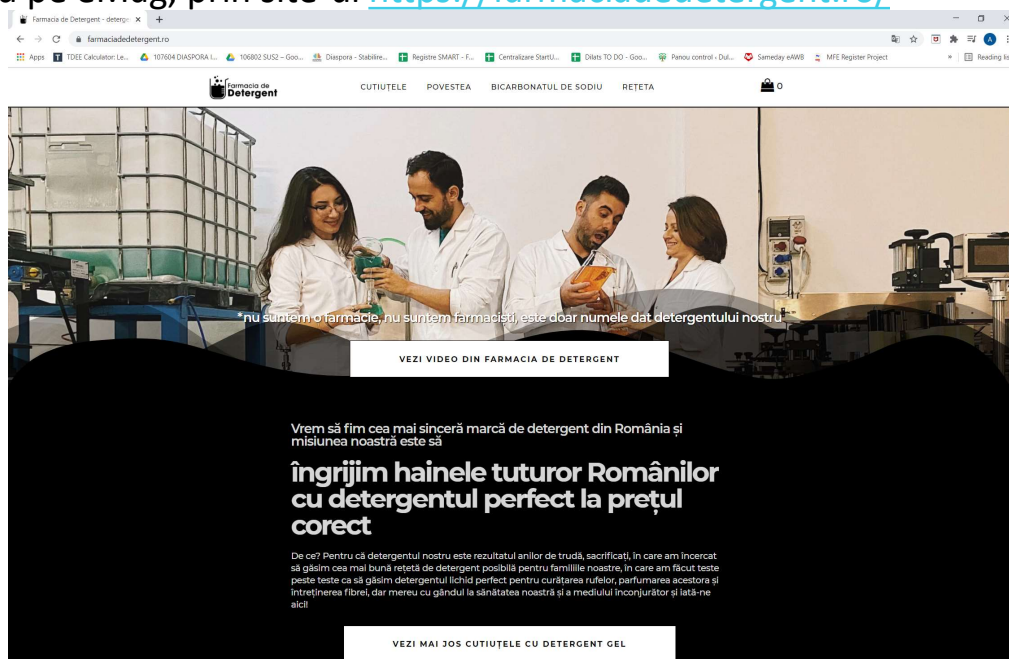 pe eMag, prin site-ul https://farmaciadedetergent.ro/
Farmacia de Detergent - deterge
farmaciadedetergent.ro
Apps TDEE Calculator: Le... 107604 DIASPORA I... 106802 SUS2 – Goo... Diaspora - Stabilire... Registre SMART - F... Centralizare StartU... Dilats TO DO - Goo... Panou control ‹ Dul... Sameday eAWB MFE Register Project » Reading lis
Farmacia de
Detergent
CUTIUȚELE POVESTEA BICARBONATUL DE SODIU REȚETA 0
*nu suntem o farmacie, nu suntem farmaciști, este doar numele dat detergentului nostru
VEZI VIDEO DIN FARMACIA DE DETERGENT
Vrem să fim cea mai sinceră marcă de detergent din România și
misiunea noastră este să
îngrijim hainele tuturor Românilor
cu detergentul perfect la prețul
corect
De ce? Pentru că detergentul nostru este rezultatul anilor de trudă, sacrificați, în care am încercat
să găsim cea mai bună rețetă de detergent posibilă pentru familiile noastre, în care am făcut teste
peste teste ca să găsim detergentul lichid perfect pentru curățarea rufelor, parfumarea acestora și
întreținerea fibrei, dar mereu cu gândul la sănătatea noastră și a mediului înconjurător și iată-ne
aici!
VEZI MAI JOS CUTIUȚELE CU DETERGENT GEL